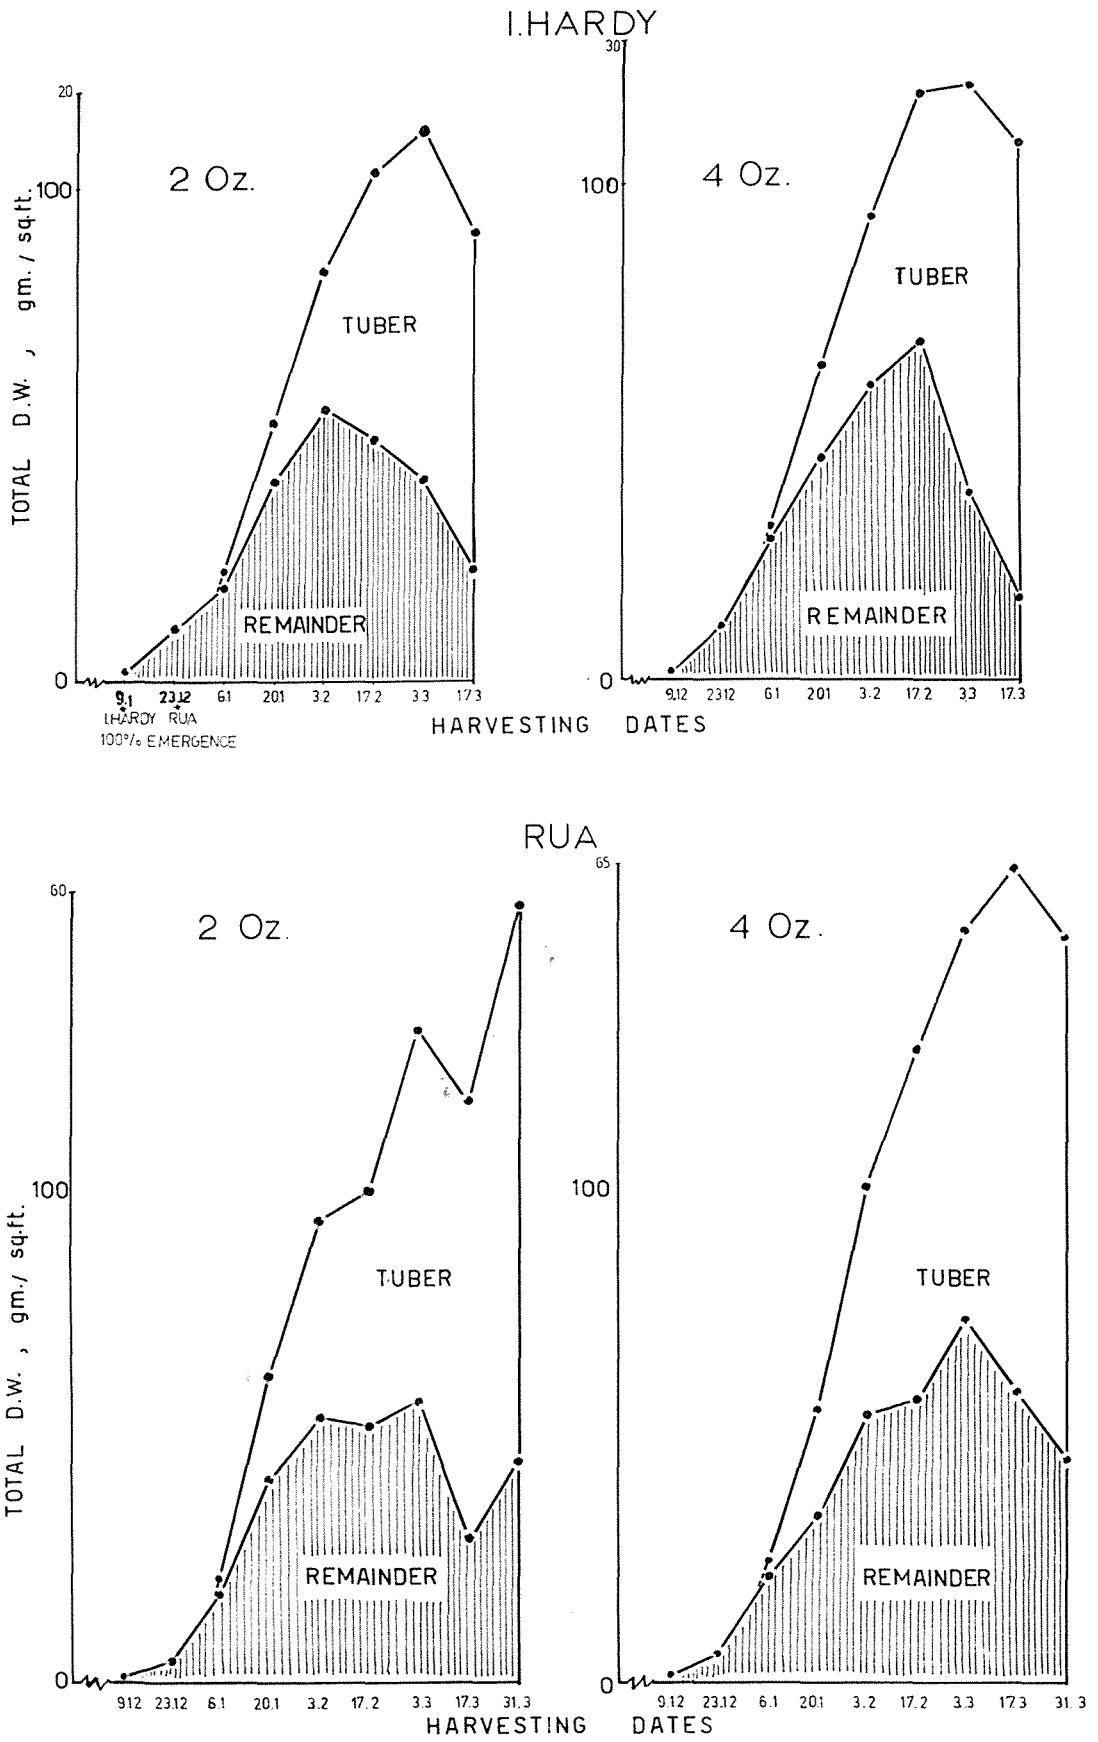 I.HARDY
20
100
0
TOTAL D.W. , gm. / sq.ft.
2 Oz.
TUBER
REMAINDER
9.1 23.12 6.1 20.1 3.2 17.2 3.3 17.3
I.HARDY RUA
100% EMERGENCE
30
100
0
4 Oz.
TUBER
REMAINDER
9.12 23.12 6.1 20.1 3.2 17.2 3.3 17.3
HARVESTING DATES
RUA
60
100
0
TOTAL D.W. , gm./ sq.ft.
2 Oz.
TUBER
REMAINDER
9.12 23.12 6.1 20.1 3.2 17.2 3.3 17.3 31.3
65
100
0
4 Oz.
TUBER
REMAINDER
9.12 23.12 6.1 20.1 3.2 17.2 3.3 17.3 31.3
HARVESTING DATES